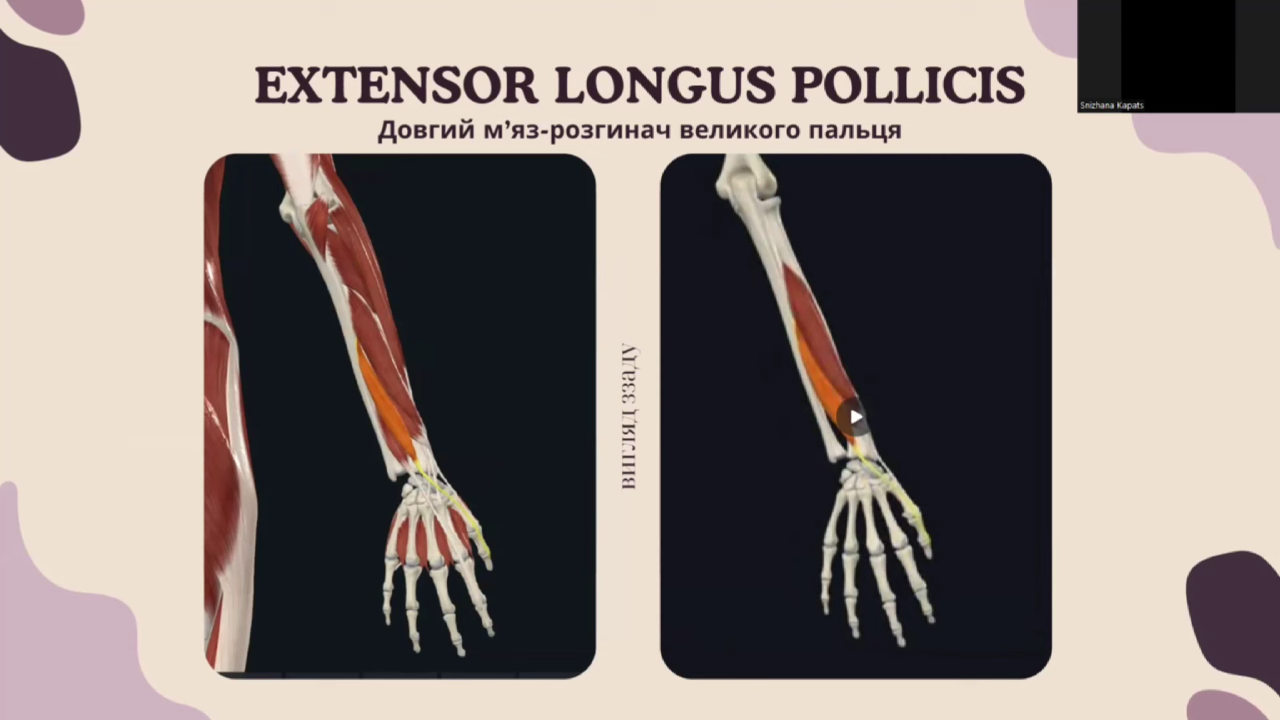 EXTENSOR LONGUS POLLICIS
Довгий м’яз-розгинач великого пальця
ВИГЛЯД ЗЗАДУ
Snizhana Kapats